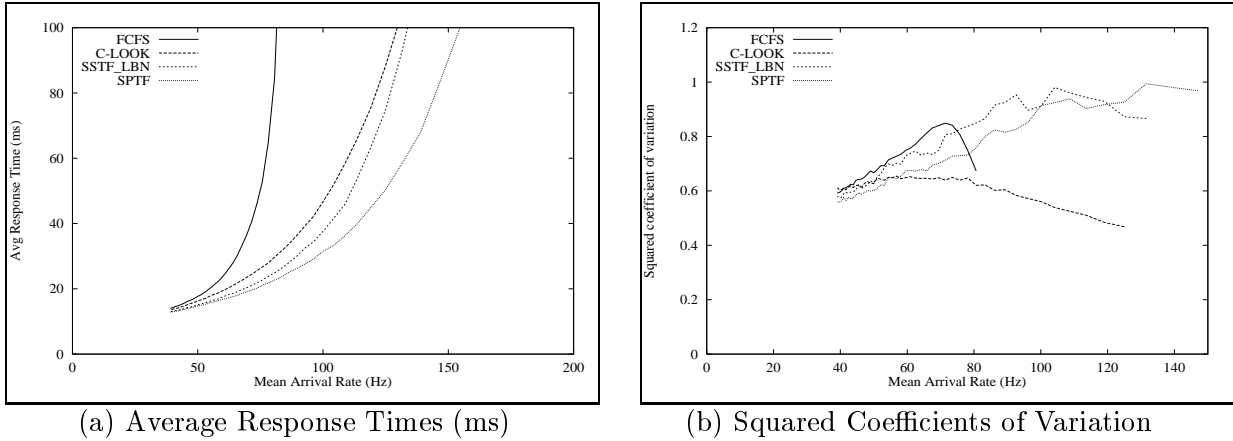 100
80
60
40
20
0
Avg Response Time (ms)
FCFS
C-LOOK
SSTF_LBN
SPTF
0
50
100
150
200
Mean Arrival Rate (Hz)
(a) Average Response Times (ms)
1.2
1
0.8
0.6
0.4
0.2
0
Squared coefficient of variation
FCFS
C-LOOK
SSTF_LBN
SPTF
0
20
40
60
80
100
120
140
Mean Arrival Rate (Hz)
(b) Squared Coefficients of Variation